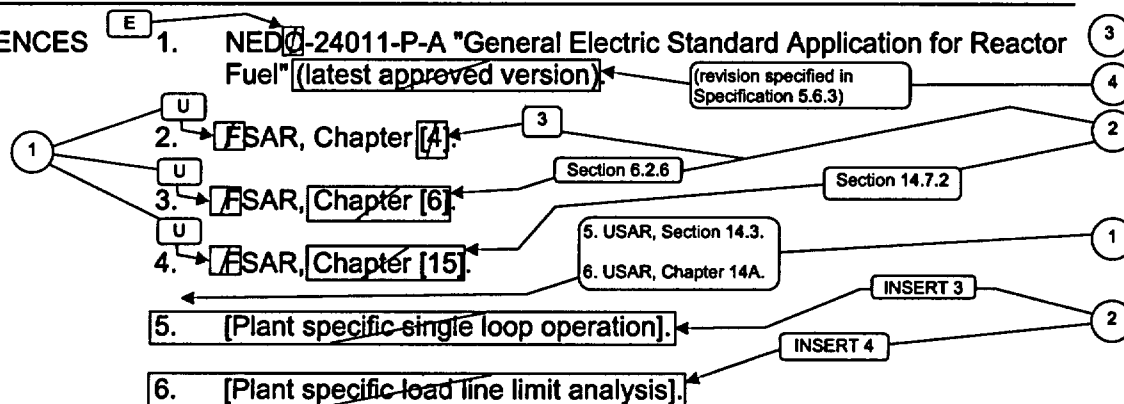 ENCES E 1. NEDO-24011-P-A "General Electric Standard Application for Reactor 3
Fuel" (latest approved version). (revision specified in
Specification 5.6.3) 4
U
2. FSAR, Chapter [4]. 3 2
1
U Section 6.2.6
3. FSAR, Chapter [6]. Section 14.7.2 2
U
4. FSAR, Chapter [15]. 5. USAR, Section 14.3. 1
6. USAR, Chapter 14A.
INSERT 3
5. [Plant specific single loop operation]. 2
INSERT 4
6. [Plant specific load line limit analysis].